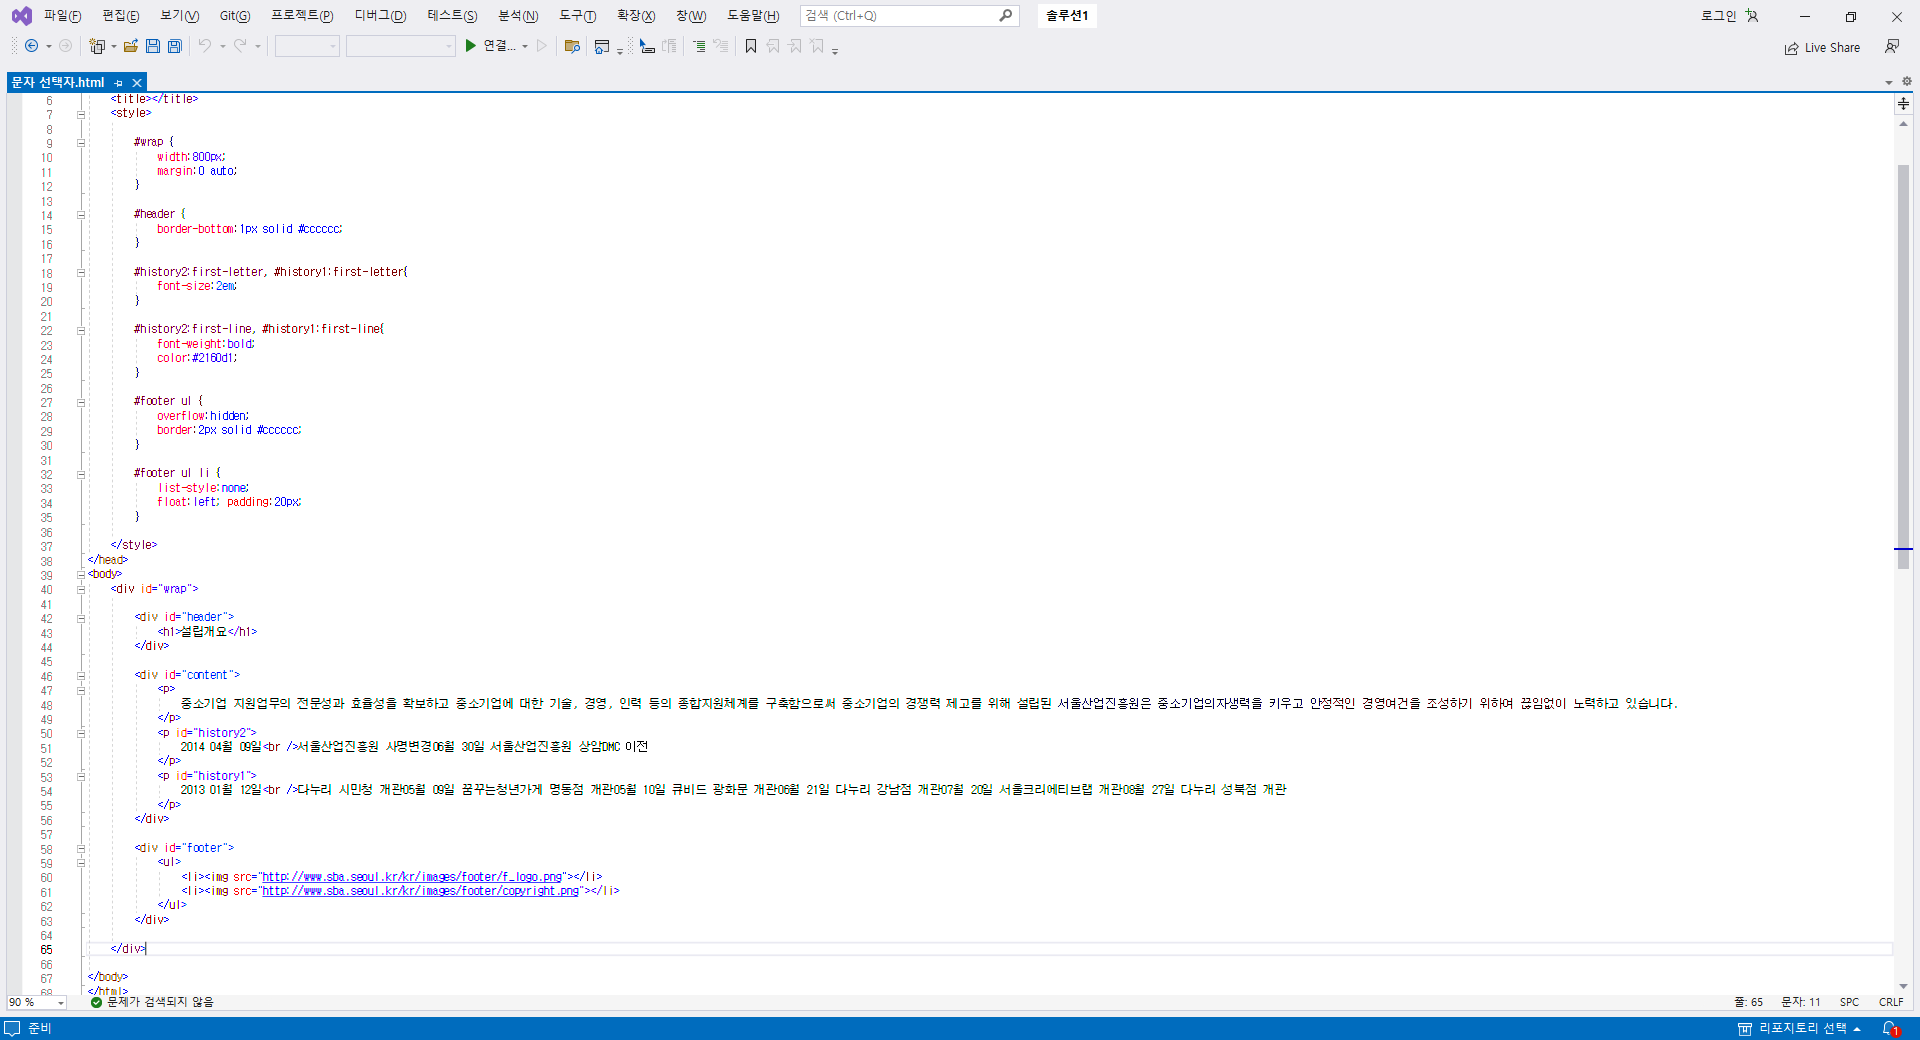 파일(F) 편집(E) 보기(V) Git(G) 프로젝트(P) 디버그(D) 테스트(S) 분석(N) 도구(T) 확장(X) 창(W) 도움말(H) 검색 (Ctrl+Q) 솔루션1 로그인
연결... Live Share
문자 선택자.html
6 <title></title>
7 <style>
8
9 #wrap {
10 width:800px;
11 margin:0 auto;
12 }
13
14 #header {
15 border-bottom:1px solid #cccccc;
16 }
17
18 #history2:first-letter, #history1:first-letter{
19 font-size:2em;
20 }
21
22 #history2:first-line, #history1:first-line{
23 font-weight:bold;
24 color:#2160d1;
25 }
26
27 #footer ul {
28 overflow:hidden;
29 border:2px solid #cccccc;
30 }
31
32 #footer ul li {
33 list-style:none;
34 float:left; padding:20px;
35 }
36
37 </style>
38 </head>
39 <body>
40 <div id="wrap">
41
42 <div id="header">
43 <h1>설립개요</h1>
44 </div>
45
46 <div id="content">
47 <p>
48 중소기업 지원업무의 전문성과 효율성을 확보하고 중소기업에 대한 기술, 경영, 인력 등의 종합지원체계를 구축함으로써 중소기업의 경쟁력 제고를 위해 설립된 서울산업진흥원은 중소기업의자생력을 키우고 안정적인 경영여건을 조성하기 위하여 끊임없이 노력하고 있습니다.
49 </p>
50 <p id="history2">
51 2014 04월 09일<br />서울산업진흥원 사명변경06월 30일 서울산업진흥원 상암DMC 이전
52 </p>
53 <p id="history1">
54 2013 01월 12일<br />다누리 시민청 개관05월 09일 꿈꾸는청년가게 명동점 개관05월 10일 큐비드 광화문 개관06월 21일 다누리 강남점 개관07월 20일 서울크리에티브랩 개관08월 27일 다누리 성북점 개관
55 </p>
56 </div>
57
58 <div id="footer">
59 <ul>
60 <li><img src="http://www.sba.seoul.kr/kr/images/footer/f_logo.png"></li>
61 <li><img src="http://www.sba.seoul.kr/kr/images/footer/copyright.png"></li>
62 </ul>
63 </div>
64
65 </div>
66
67 </body>
68 </html>
90 % 문제가 검색되지 않음 줄: 65 문자: 11 SPC CRLF
준비 리포지토리 선택 1